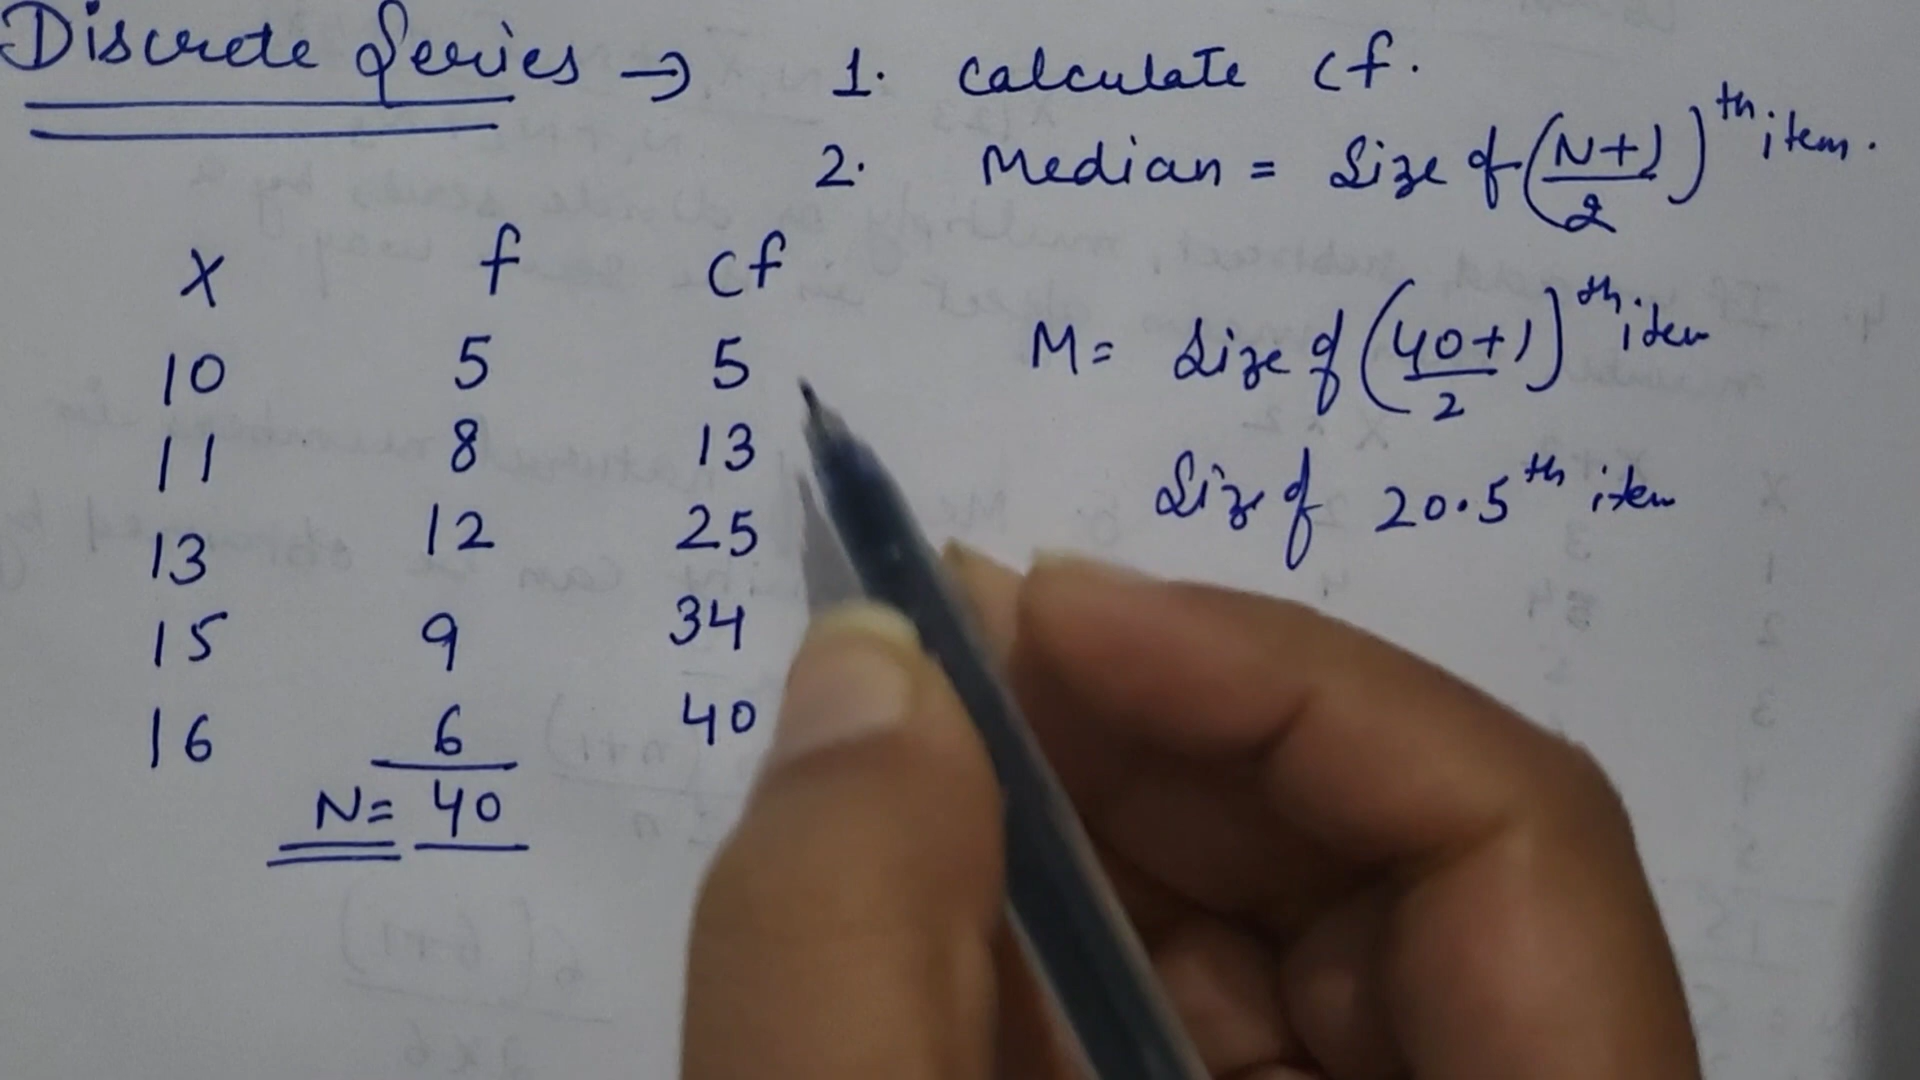 Discrete Series → 1. Calculate Cf.
2. Median = Size of (N+1/2)th item.
X f Cf
10 5 5
11 8 13
13 12 25
15 9 34
16 6 40
N= 40
M= Size of (40+1/2)th item
Size of 20.5th item